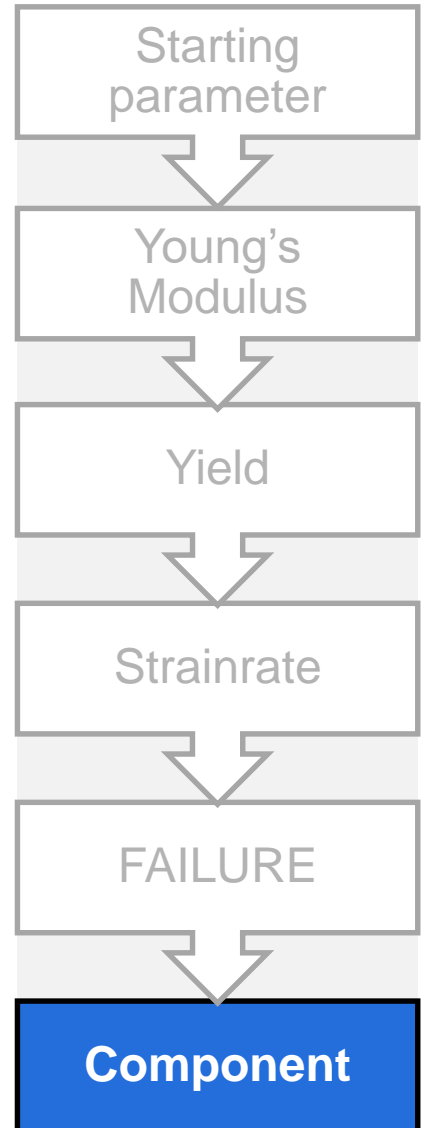 Starting
parameter
Young's
Modulus
Yield
Strainrate
FAILURE
Component